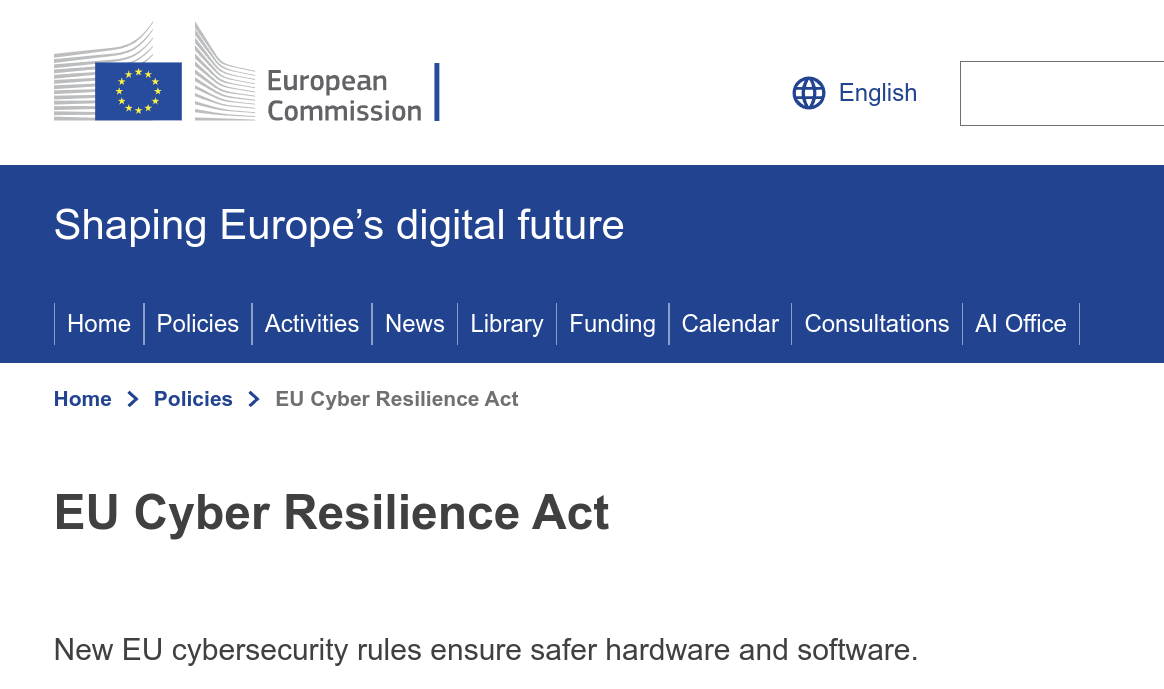 European
Commission
English
Shaping Europe’s digital future
Home Policies Activities News Library Funding Calendar Consultations AI Office
Home Policies EU Cyber Resilience Act
EU Cyber Resilience Act
New EU cybersecurity rules ensure safer hardware and software.